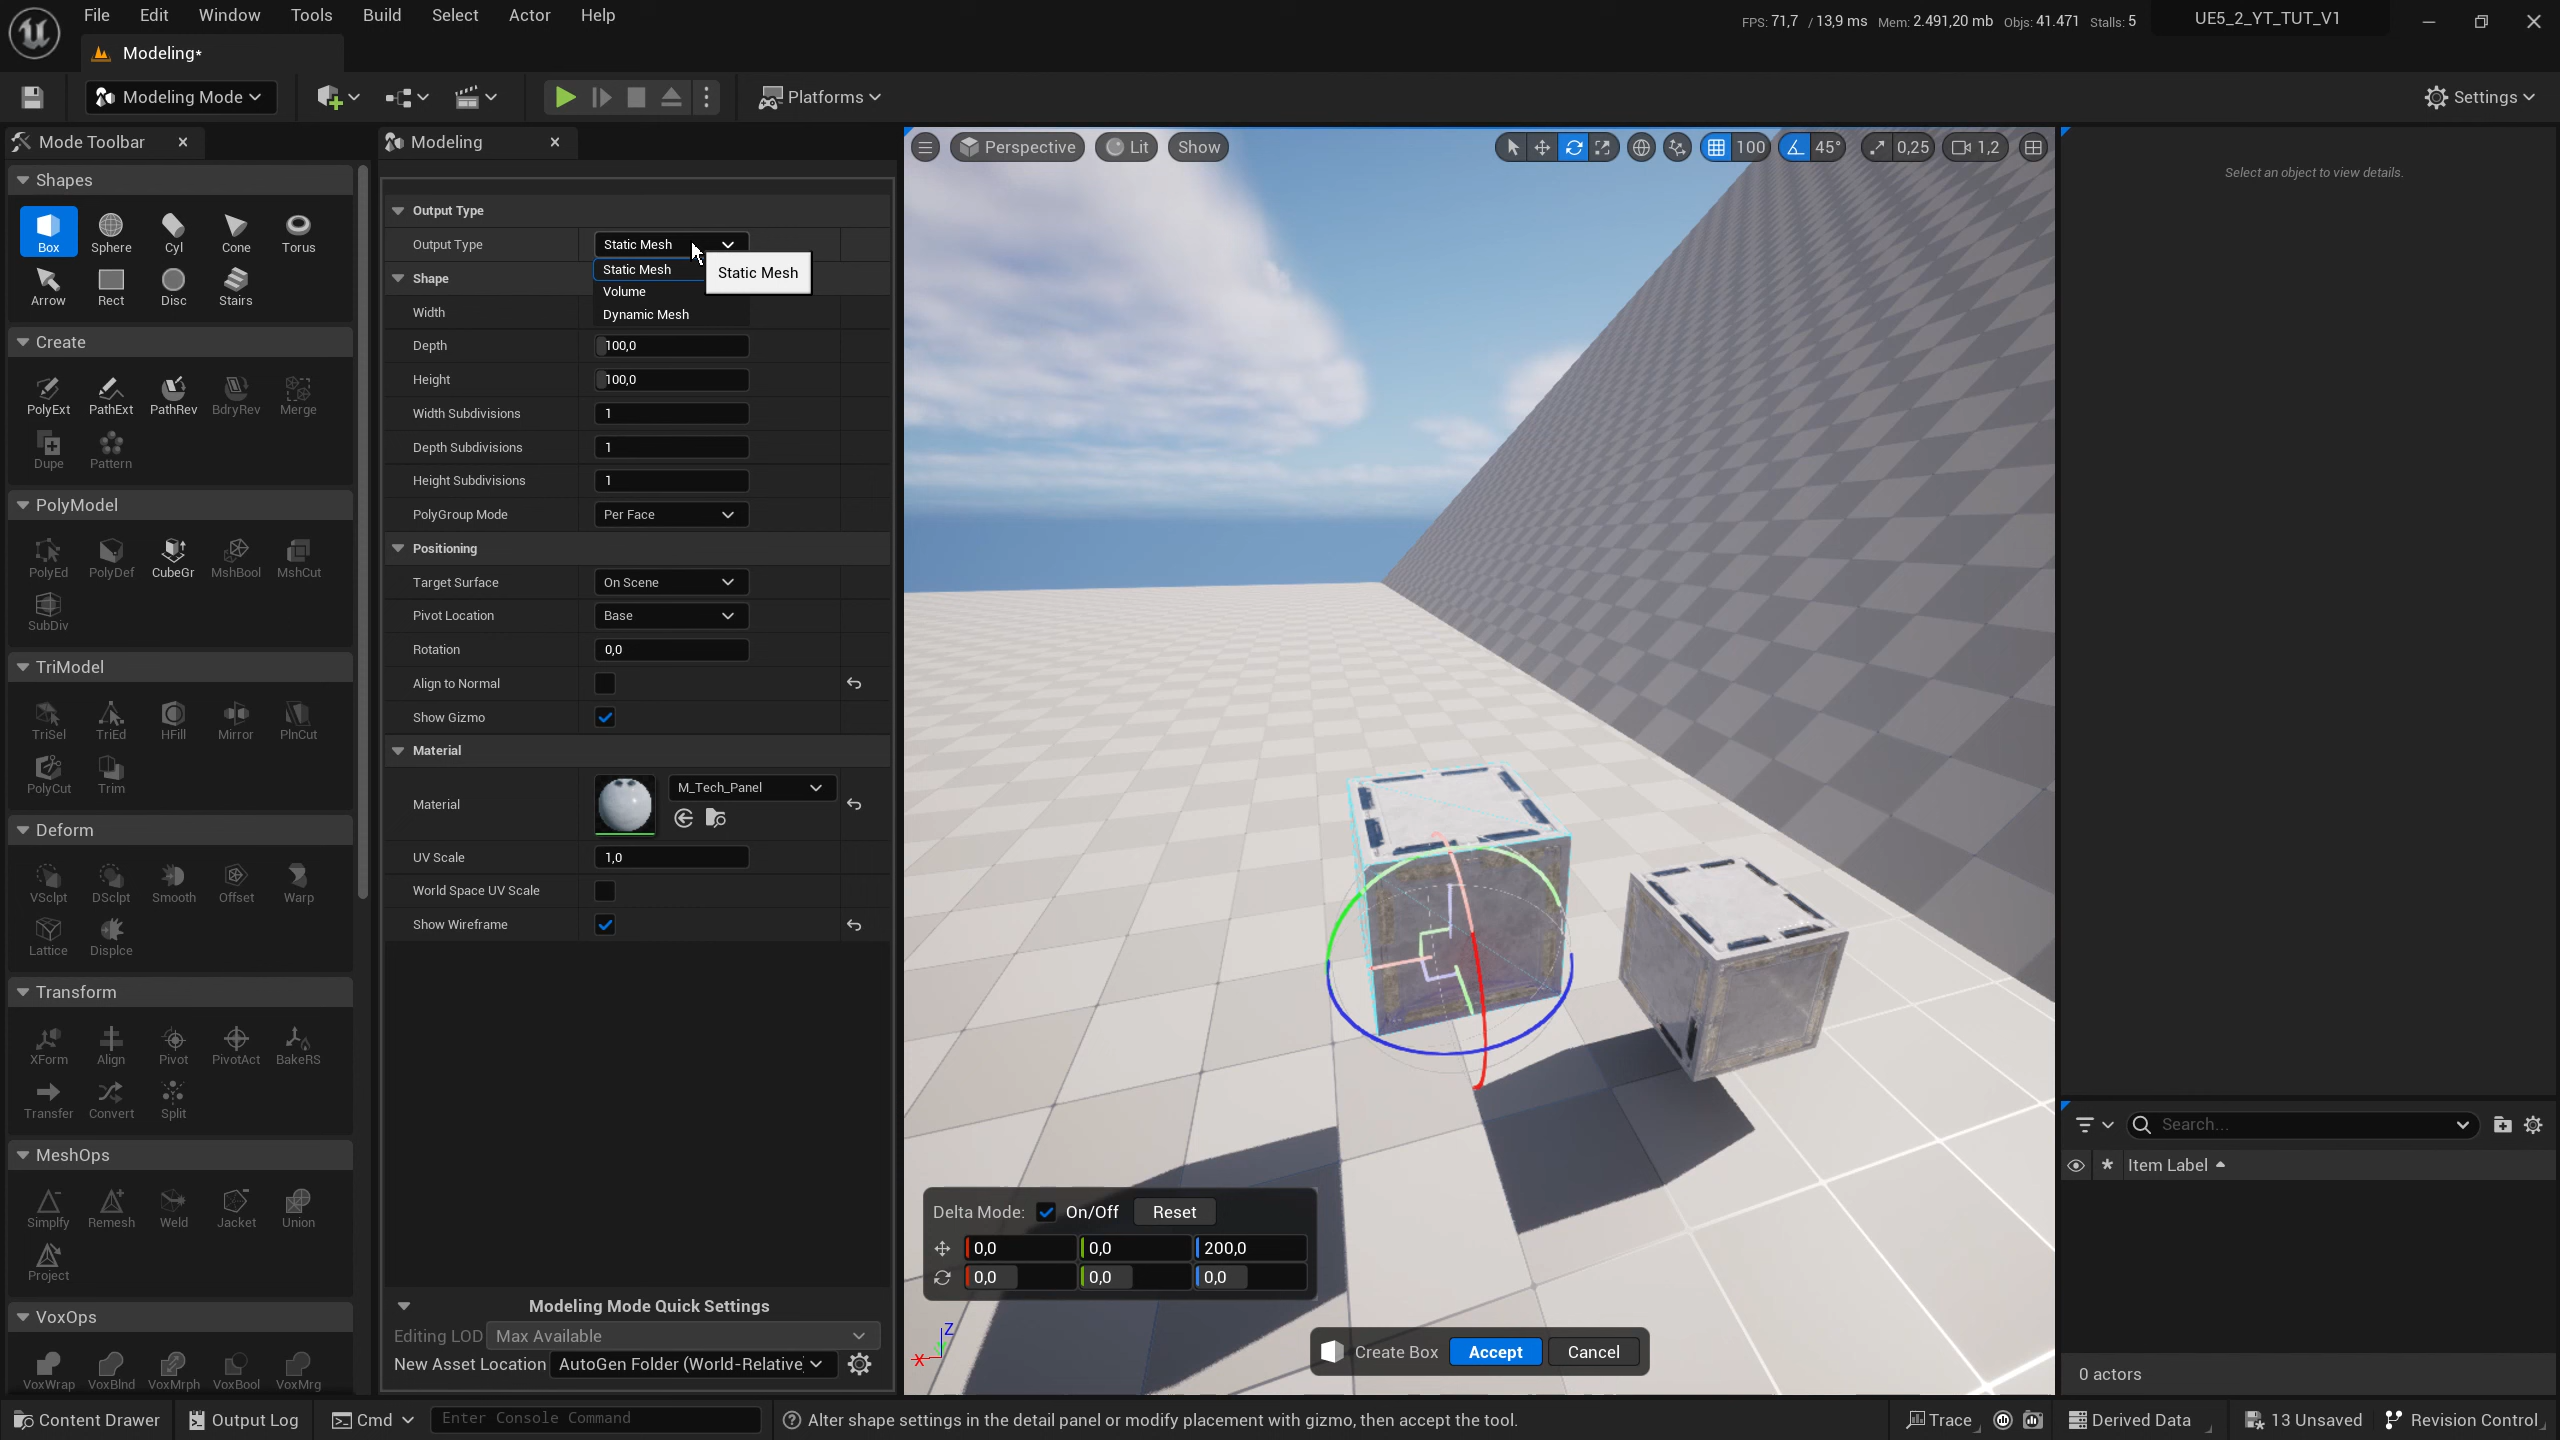 File Edit Window Tools Build Select Actor Help
FPS: 71,7 / 13,9 ms Mem: 2.491,20 mb Objs: 41.471 Stalls: 5
UE5_2_YT_TUT_V1
Modeling*
Modeling Mode
Platforms
Settings
Mode Toolbar
Shapes
Box Sphere Cyl Cone Torus
Arrow Rect Disc Stairs
Create
PolyExt PathExt PathRev BdryRev Merge
Dupe Pattern
PolyModel
PolyEd PolyDef CubeGr MshBool MshCut
SubDiv
TriModel
TriSel TriEd HFill Mirror PlnCut
PolyCut Trim
Deform
VSclpt DSclpt Smooth Offset Warp
Lattice Displce
Transform
XForm Align Pivot PivotAct BakeRS
Transfer Convert Split
MeshOps
Simplfy Remesh Weld Jacket Union
Project
VoxOps
VoxWrap VoxBlnd VoxMrph VoxBool VoxMrg
Modeling
Output Type
Output Type Static Mesh
Static Mesh
Volume
Dynamic Mesh
Static Mesh
Shape
Width
Depth 100,0
Height 100,0
Width Subdivisions 1
Depth Subdivisions 1
Height Subdivisions 1
PolyGroup Mode Per Face
Positioning
Target Surface On Scene
Pivot Location Base
Rotation 0,0
Align to Normal
Show Gizmo
Material
Material M_Tech_Panel
UV Scale 1,0
World Space UV Scale
Show Wireframe
Modeling Mode Quick Settings
Editing LOD Max Available
New Asset Location AutoGen Folder (World-Relative)
Perspective Lit Show
100 45° 0,25 1,2
Delta Mode: On/Off Reset
0,0 0,0 200,0
0,0 0,0 0,0
Z
X
Create Box Accept Cancel
Select an object to view details.
Search...
Item Label
0 actors
Content Drawer Output Log Cmd Enter Console Command
Alter shape settings in the detail panel or modify placement with gizmo, then accept the tool.
Trace Derived Data 13 Unsaved Revision Control